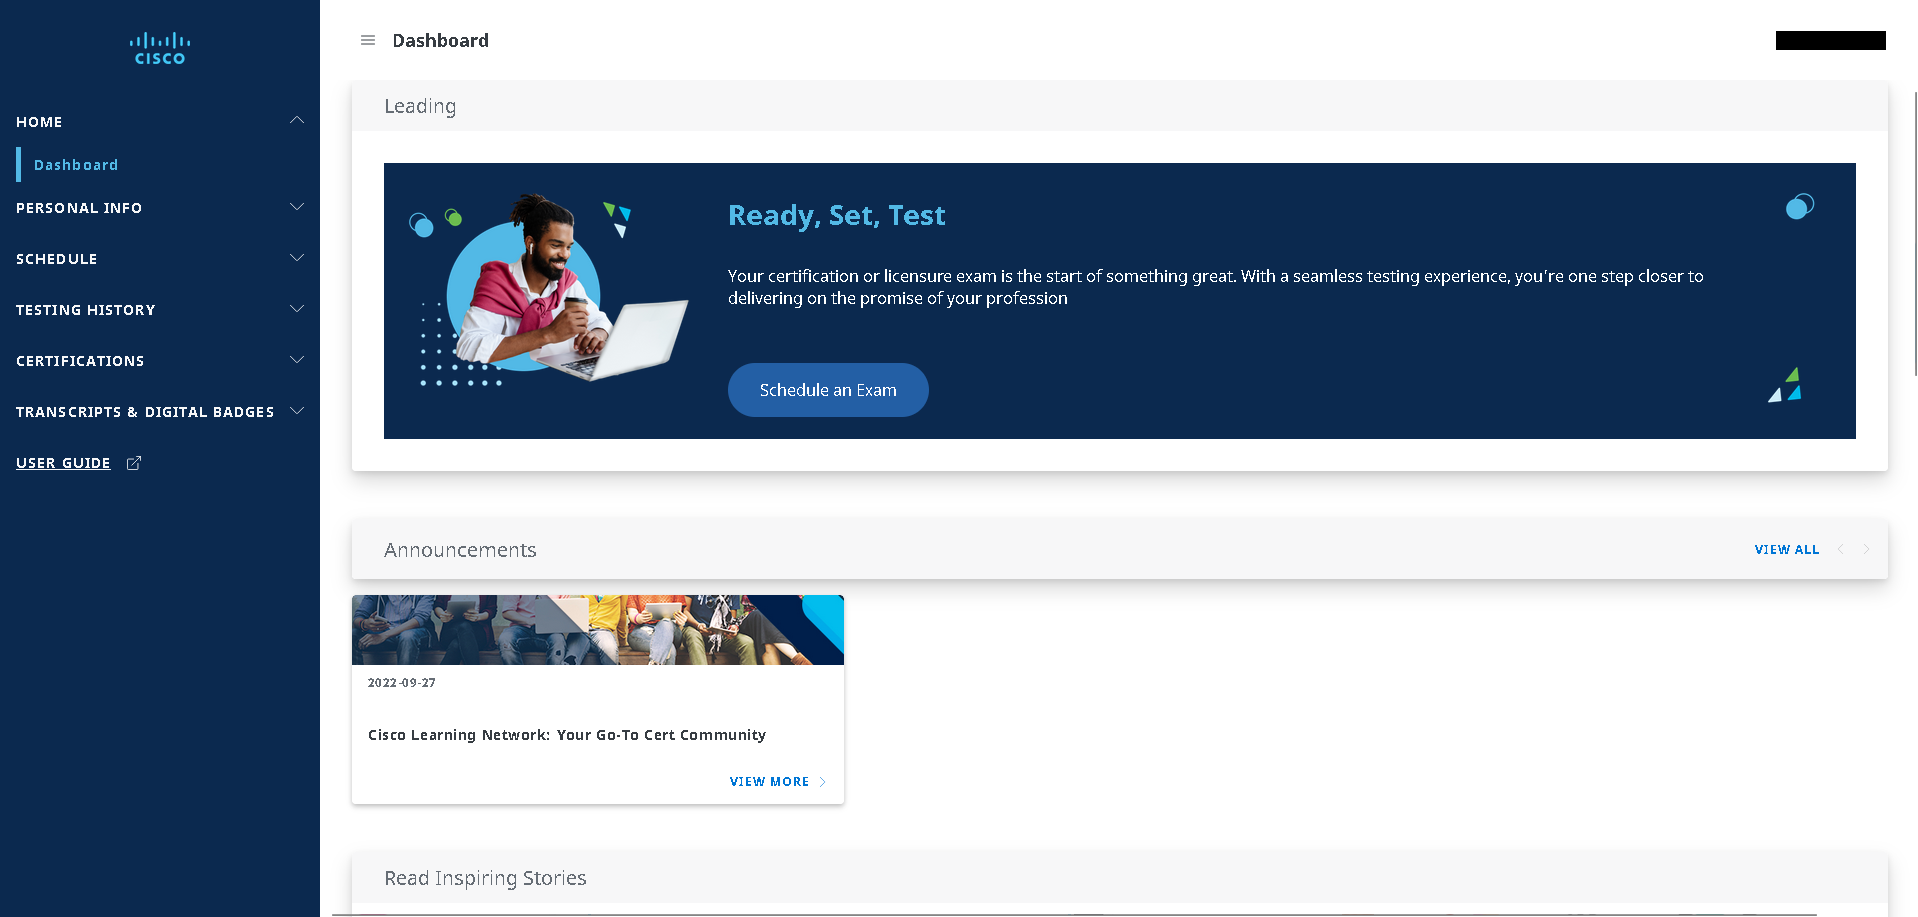 CISCO
HOME
Dashboard
PERSONAL INFO
SCHEDULE
TESTING HISTORY
CERTIFICATIONS
TRANSCRIPTS & DIGITAL BADGES
USER GUIDE
Dashboard
Leading
Ready, Set, Test
Your certification or licensure exam is the start of something great. With a seamless testing experience, you're one step closer to
delivering on the promise of your profession
Schedule an Exam
Announcements
VIEW ALL
2022-09-27
Cisco Learning Network: Your Go-To Cert Community
VIEW MORE
Read Inspiring Stories